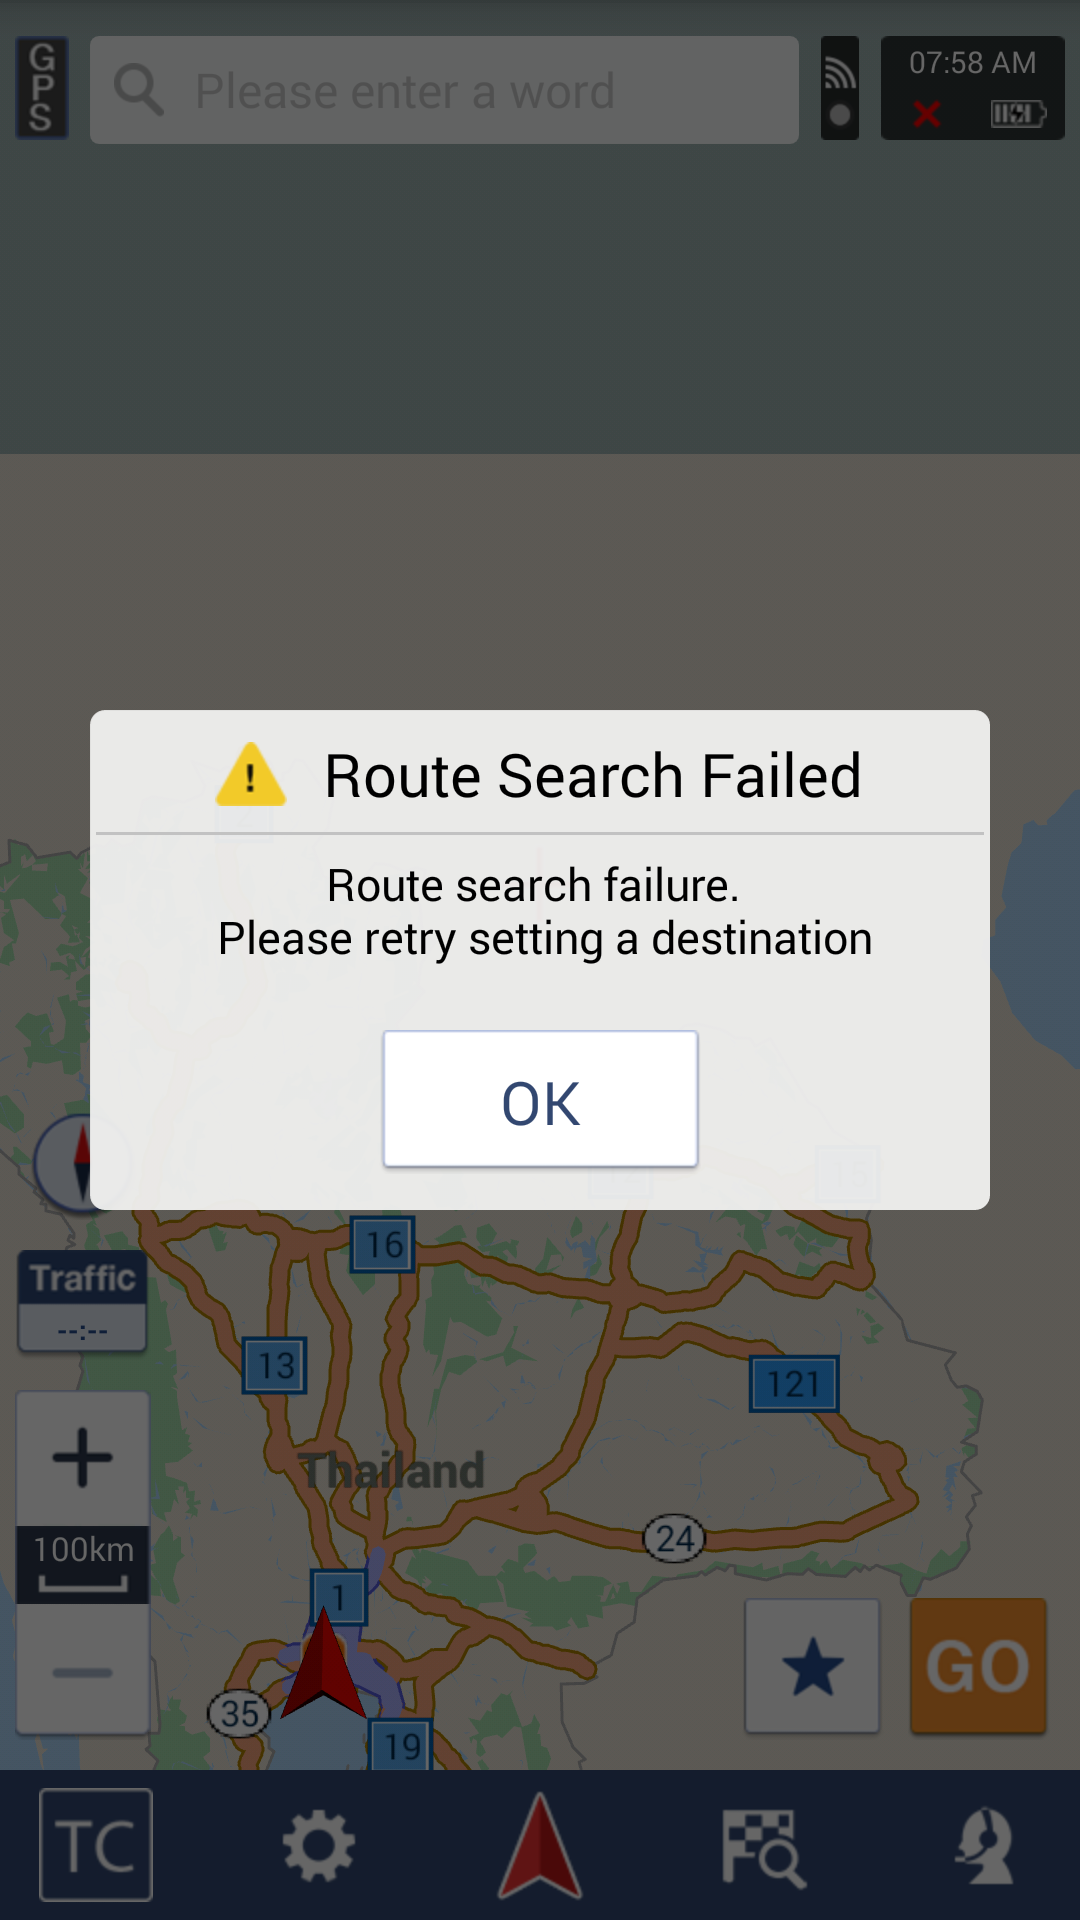 GPS
Please enter a word
07:58 AM
Route Search Failed
Route search failure.
Please retry setting a destination
OK
16
Traffic
--:--
13
121
Thailand
100km
24
1
GO
35
19
TC